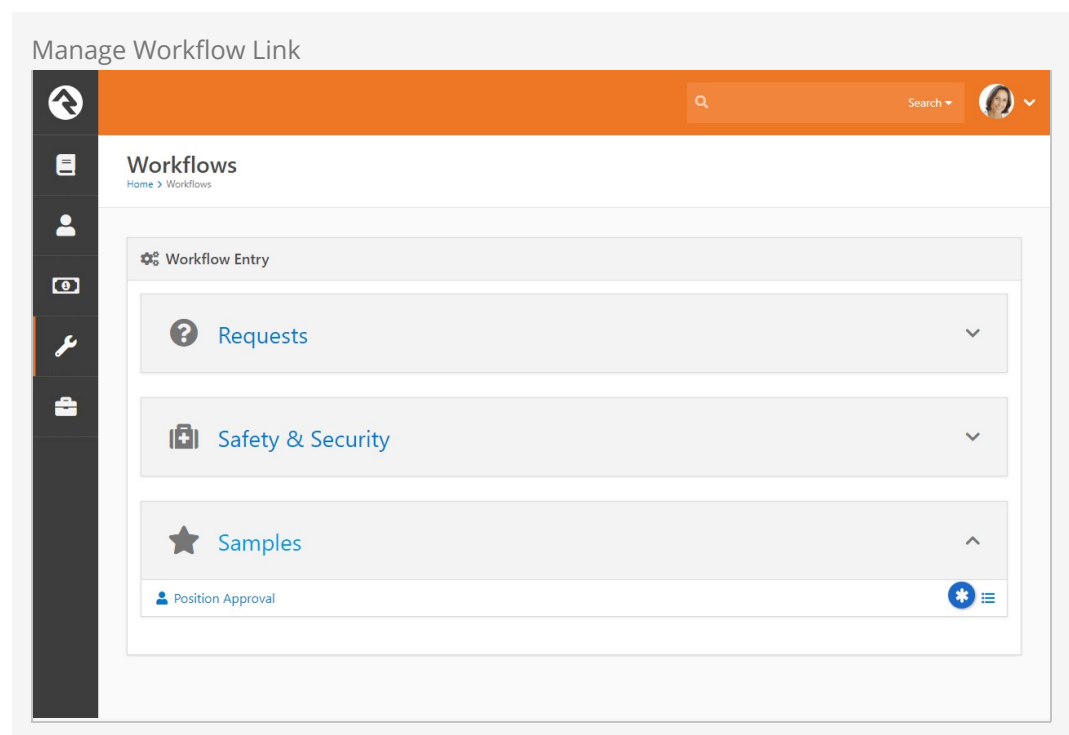 Manage Workflow Link
Search
Workflows
Home > Workflows
Workflow Entry
Requests
Safety & Security
Samples
Position Approval